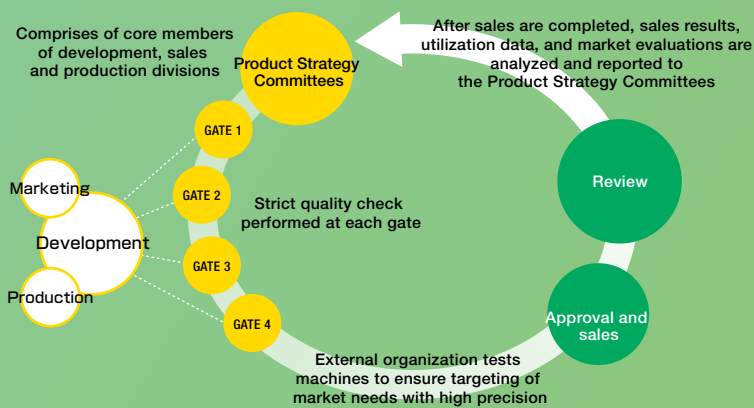 Comprises of core members
of development, sales
and production divisions
Product Strategy
Committees
After sales are completed, sales results,
utilization data, and market evaluations are
analyzed and reported to
the Product Strategy Committees
GATE 1
GATE 2
GATE 3
GATE 4
Marketing
Development
Production
Strict quality check
performed at each gate
Review
Approval and
sales
External organization tests
machines to ensure targeting of
market needs with high precision